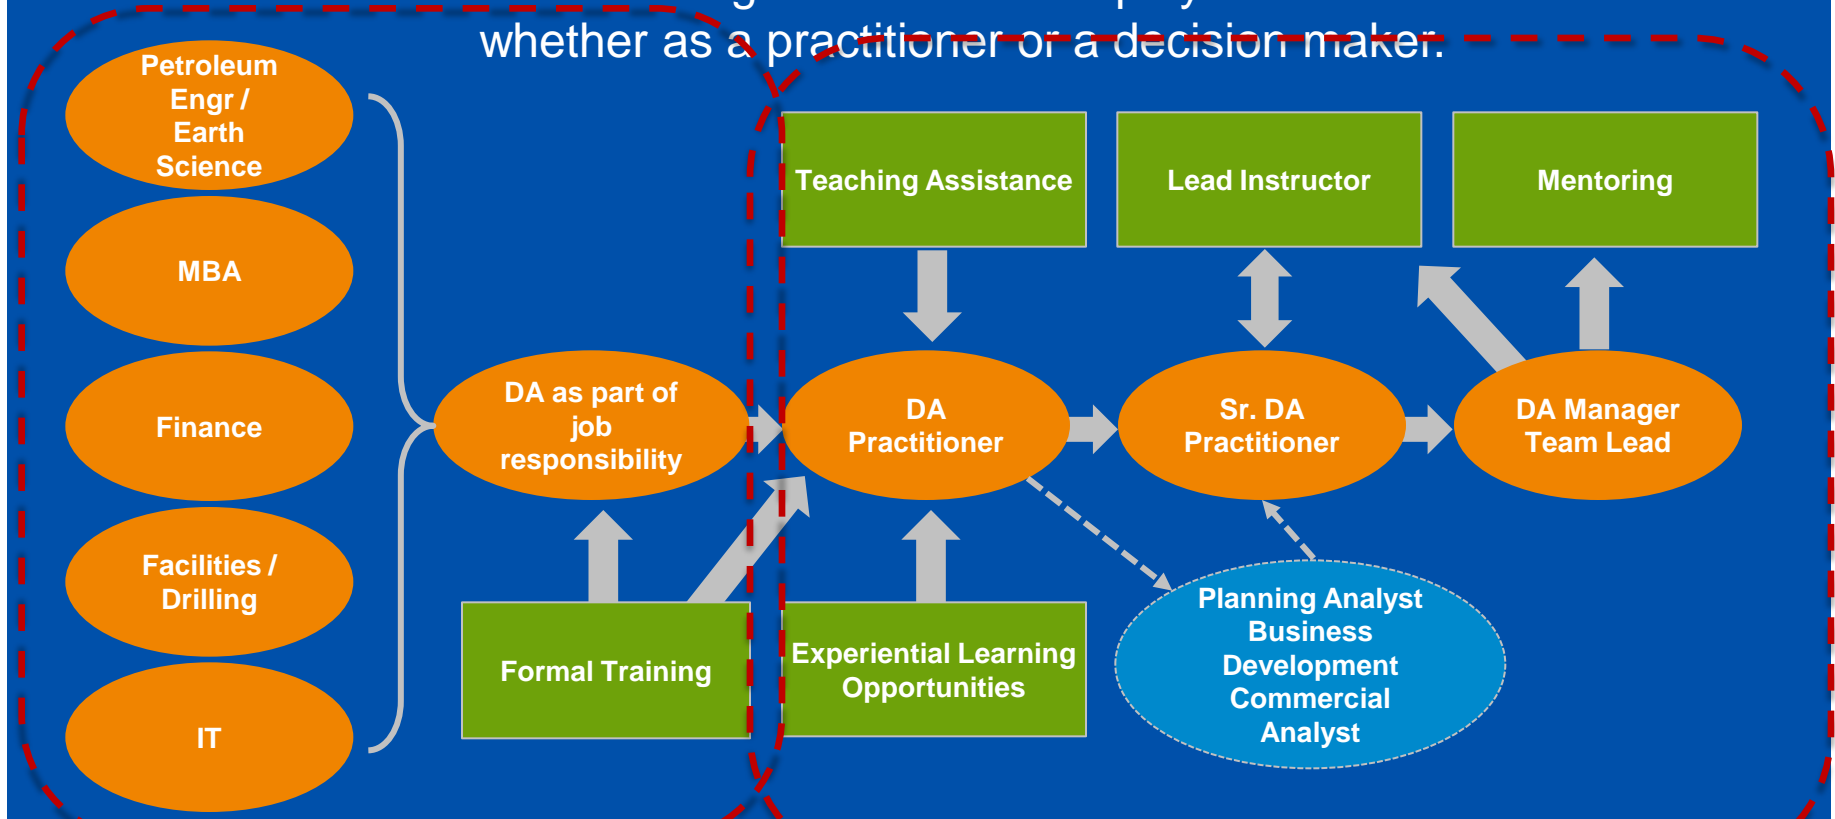 whether as a practitioner or a decision maker.
Petroleum
Engr /
Earth
Science
MBA
Finance
Facilities /
Drilling
IT
DA as part of
job
responsibility
Formal Training
Teaching Assistance
Lead Instructor
Mentoring
DA
Practitioner
Sr. DA
Practitioner
DA Manager
Team Lead
Experiential Learning
Opportunities
Planning Analyst
Business
Development
Commercial
Analyst